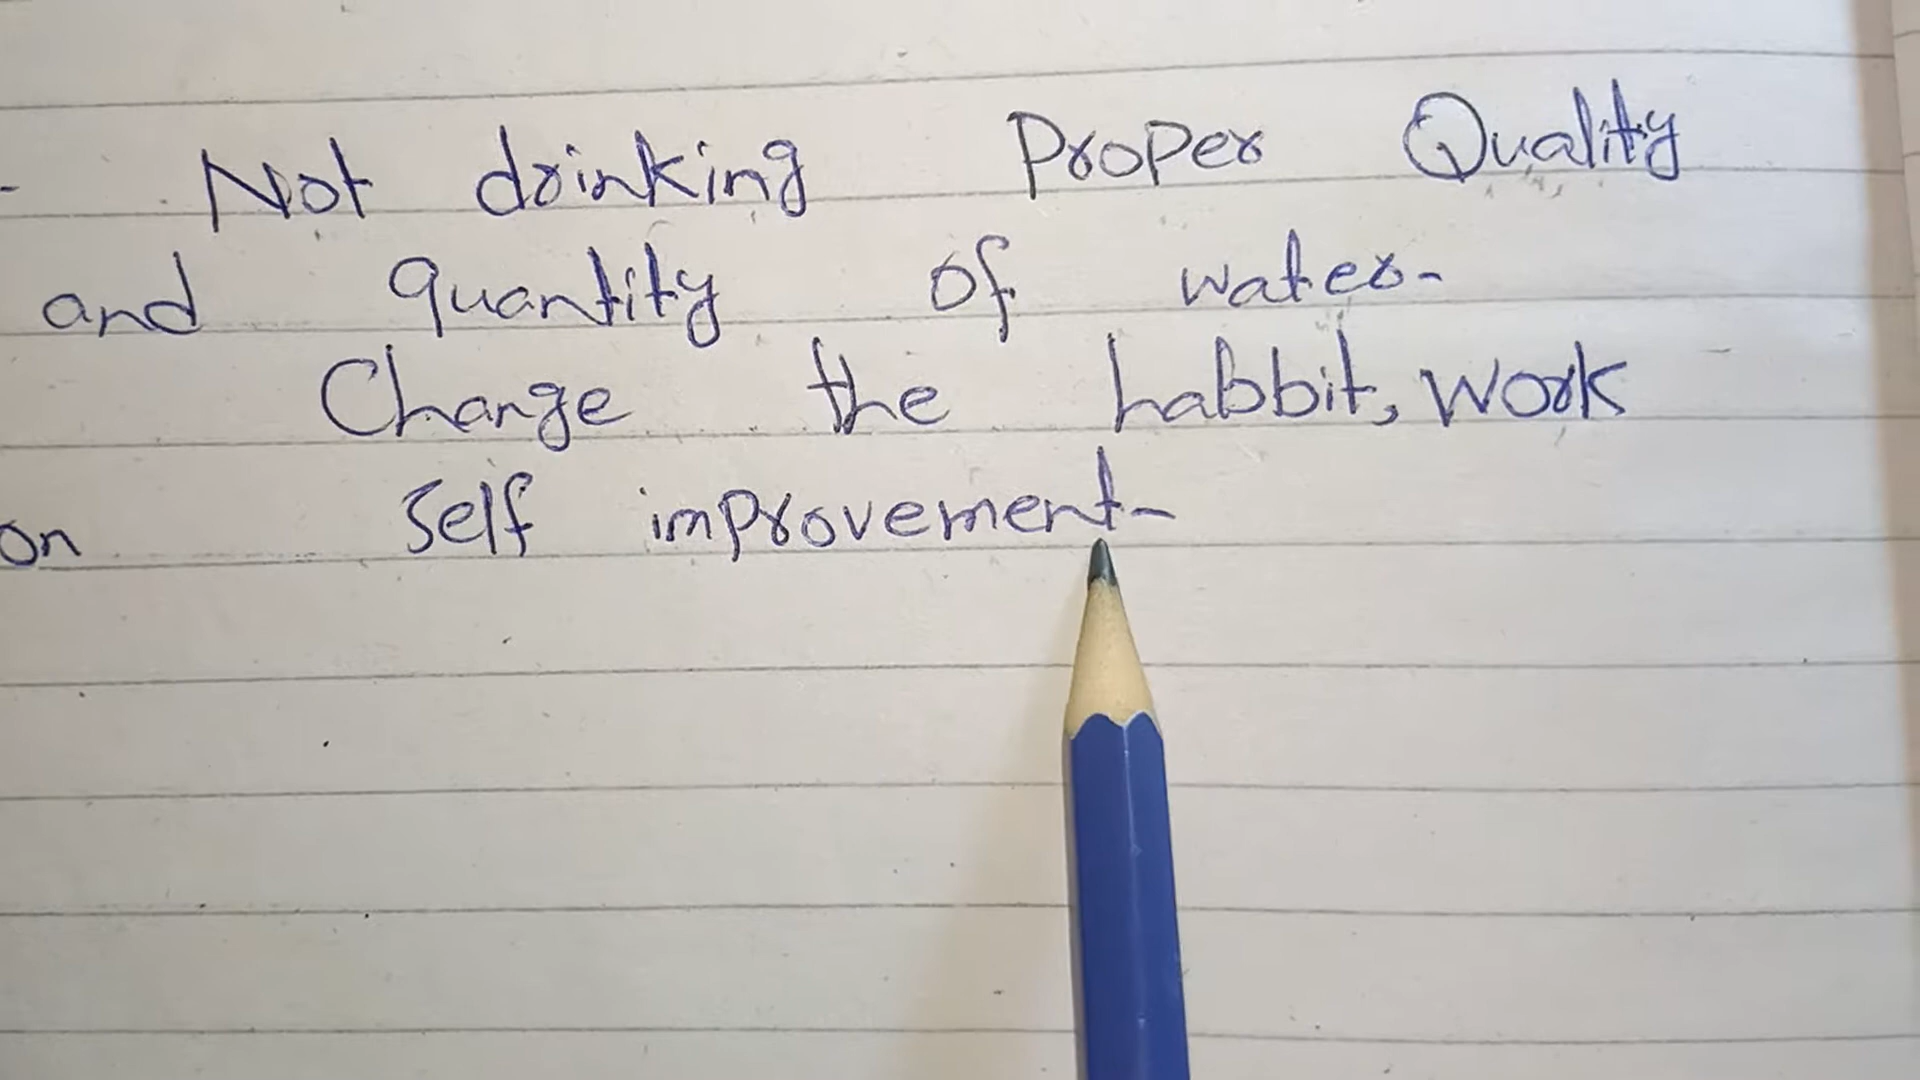 - Not drinking Proper Quality
and quantity of water-
Change the habbit, Work
on Self improvement-